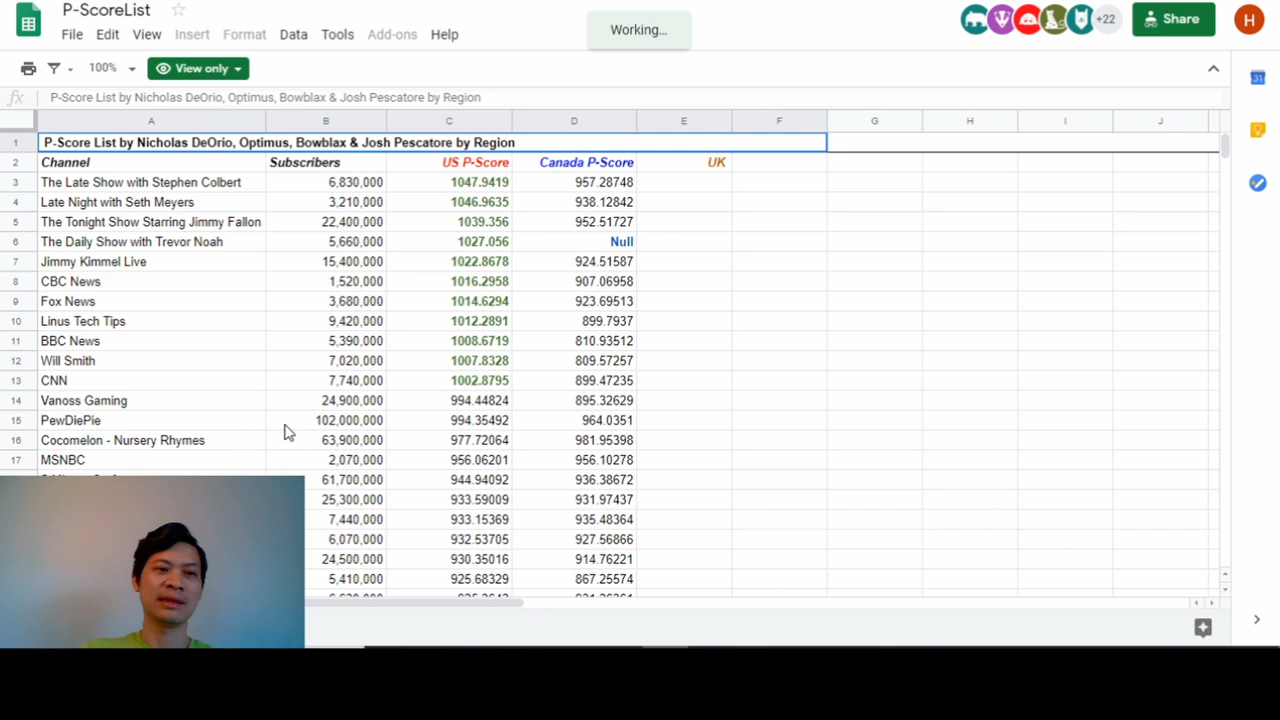 P-ScoreList
Working...
+22
Share
H
File Edit View Insert Format Data Tools Add-ons Help
100% View only
31
fx P-Score List by Nicholas DeOrio, Optimus, Bowblax & Josh Pescatore by Region
A B C D E F G H I J
1 P-Score List by Nicholas DeOrio, Optimus, Bowblax & Josh Pescatore by Region
2 Channel Subscribers US P-Score Canada P-Score UK
3 The Late Show with Stephen Colbert 6,830,000 1047.9419 957.28748
4 Late Night with Seth Meyers 3,210,000 1046.9635 938.12842
5 The Tonight Show Starring Jimmy Fallon 22,400,000 1039.356 952.51727
6 The Daily Show with Trevor Noah 5,660,000 1027.056 Null
7 Jimmy Kimmel Live 15,400,000 1022.8678 924.51587
8 CBC News 1,520,000 1016.2958 907.06958
9 Fox News 3,680,000 1014.6294 923.69513
10 Linus Tech Tips 9,420,000 1012.2891 899.7937
11 BBC News 5,390,000 1008.6719 810.93512
12 Will Smith 7,020,000 1007.8328 809.57257
13 CNN 7,740,000 1002.8795 899.47235
14 Vanoss Gaming 24,900,000 994.44824 895.32629
15 PewDiePie 102,000,000 994.35492 964.0351
16 Cocomelon - Nursery Rhymes 63,900,000 977.72064 981.95398
17 MSNBC 2,070,000 956.06201 956.10278
61,700,000 944.94092 936.38672
25,300,000 933.59009 931.97437
7,440,000 933.15369 935.48364
6,070,000 932.53705 927.56866
24,500,000 930.35016 914.76221
5,410,000 925.68329 867.25574